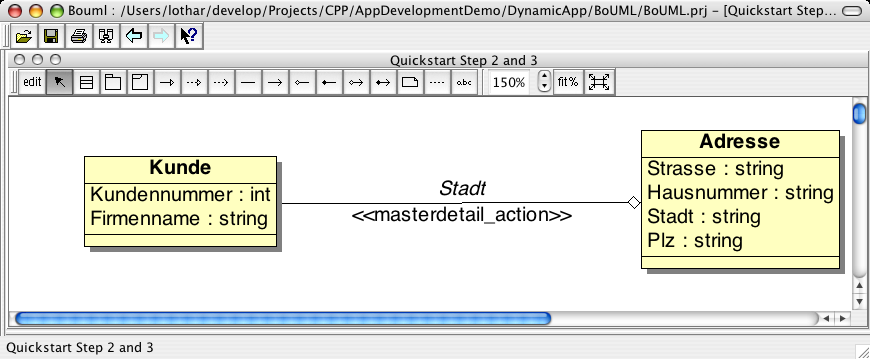 Bouml : /Users/lothar/develop/Projects/CPP/AppDevelopmentDemo/DynamicApp/BoUML/BoUML.prj - [Quickstart Step...
Quickstart Step 2 and 3
edit
abc
150%
fit%
Kunde
Kundennummer : int
Firmenname : string
Stadt
<<masterdetail_action>>
Adresse
Strasse : string
Hausnummer : string
Stadt : string
Plz : string
Quickstart Step 2 and 3